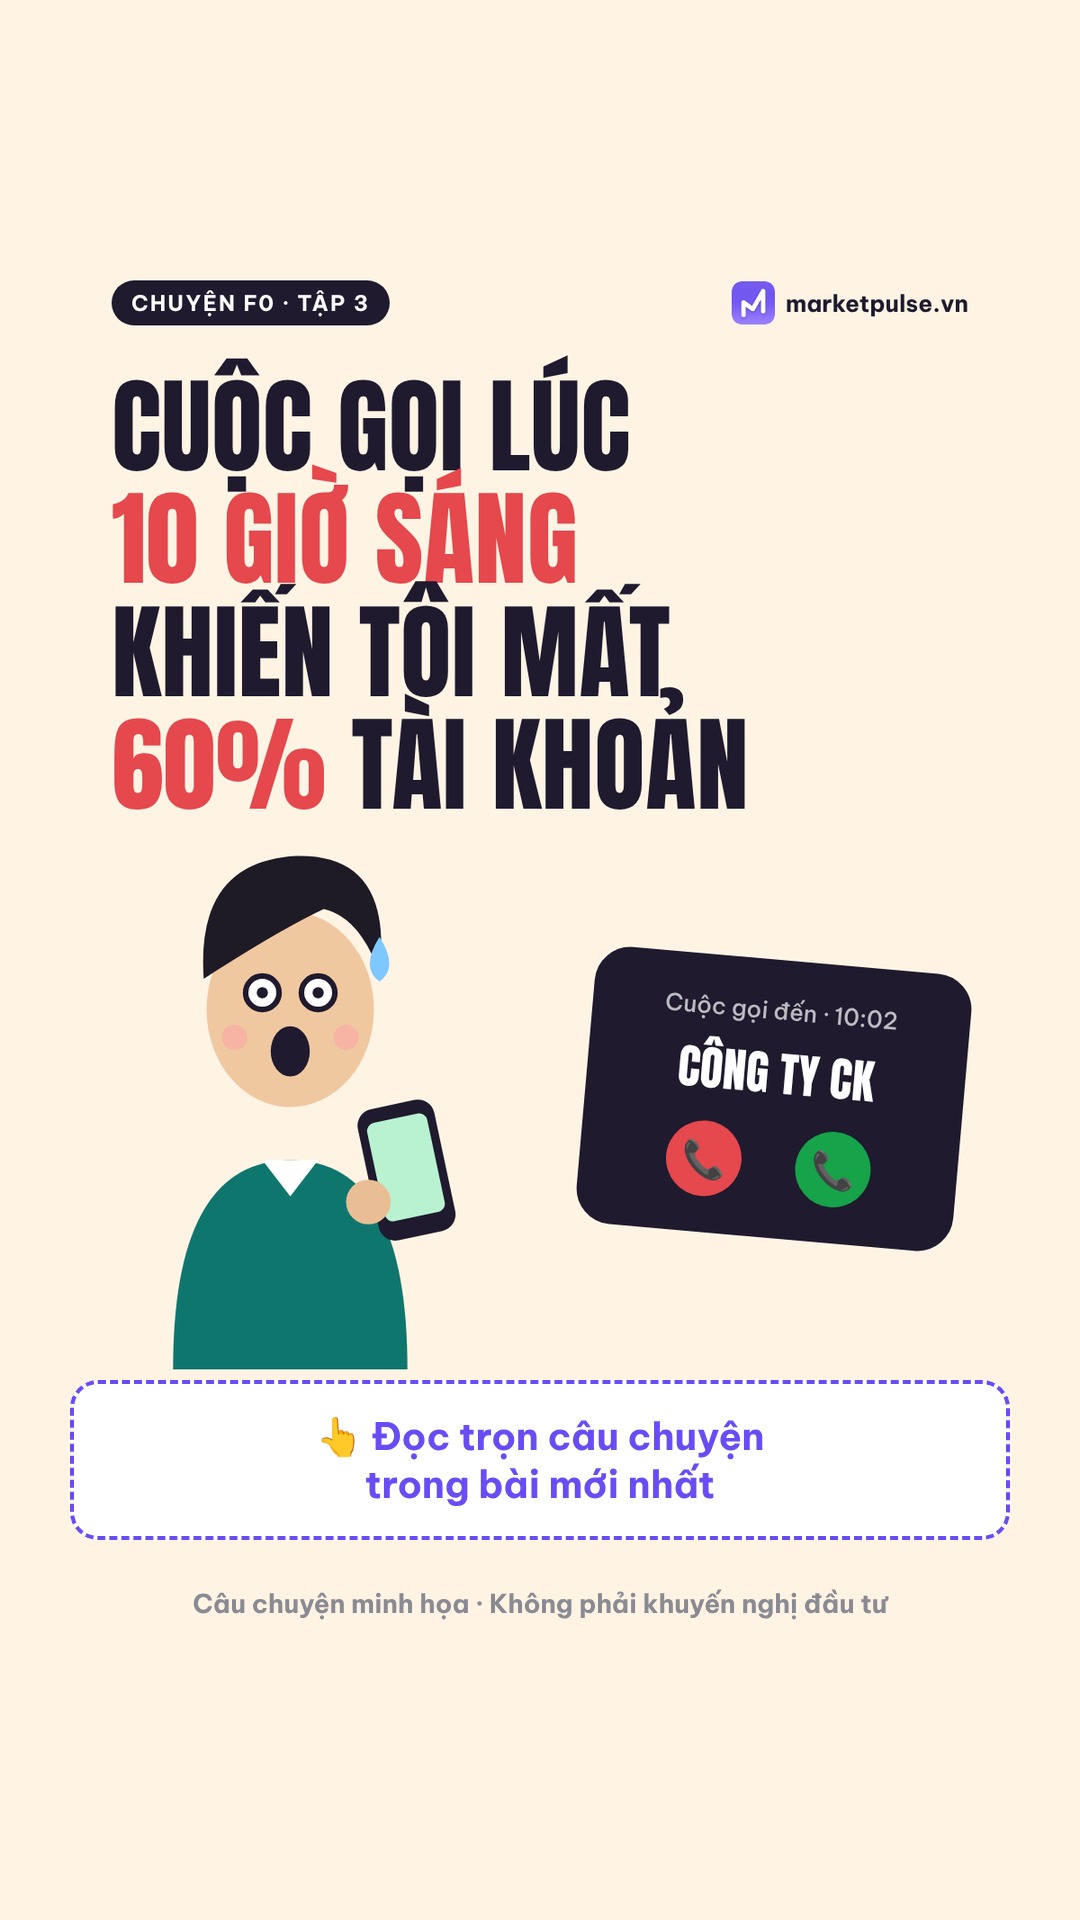 CHUYỆN F0 · TẬP 3
marketpulse.vn
CUỘC GỌI LÚC
10 GIỜ SÁNG
KHIẾN TÔI MẤT
60% TÀI KHOẢN
Cuộc gọi đến · 10:02
CÔNG TY CK
👆 Đọc trọn câu chuyện
trong bài mới nhất
Câu chuyện minh họa · Không phải khuyến nghị đầu tư